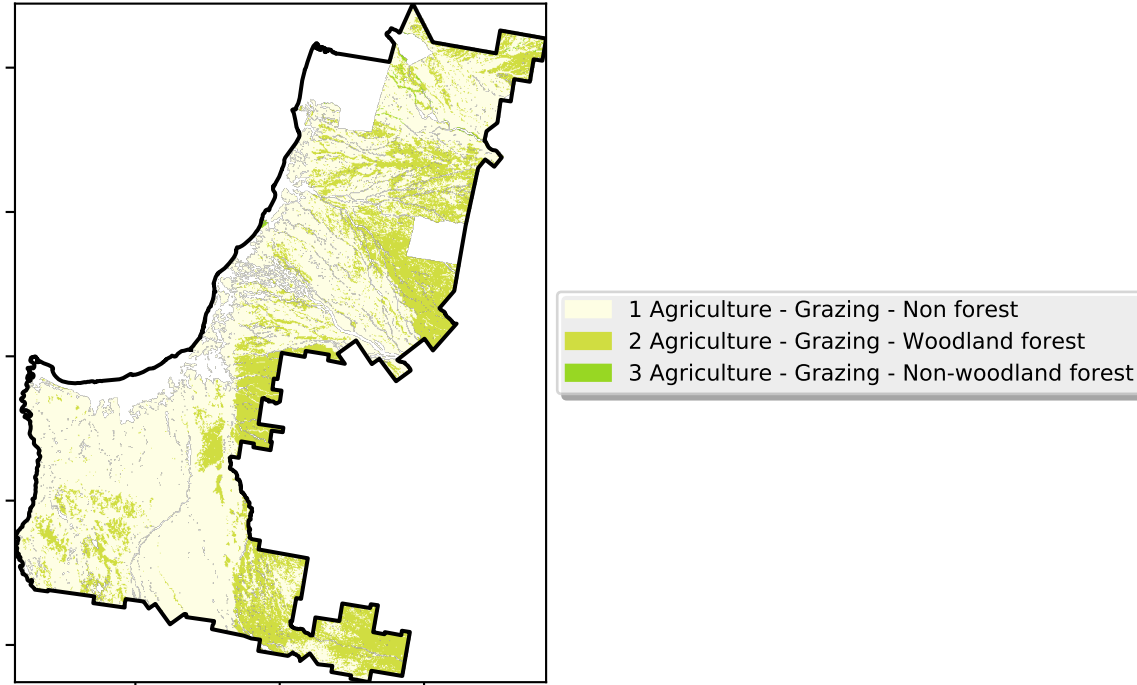 1 Agriculture - Grazing - Non forest
2 Agriculture - Grazing - Woodland forest
3 Agriculture - Grazing - Non-woodland forest